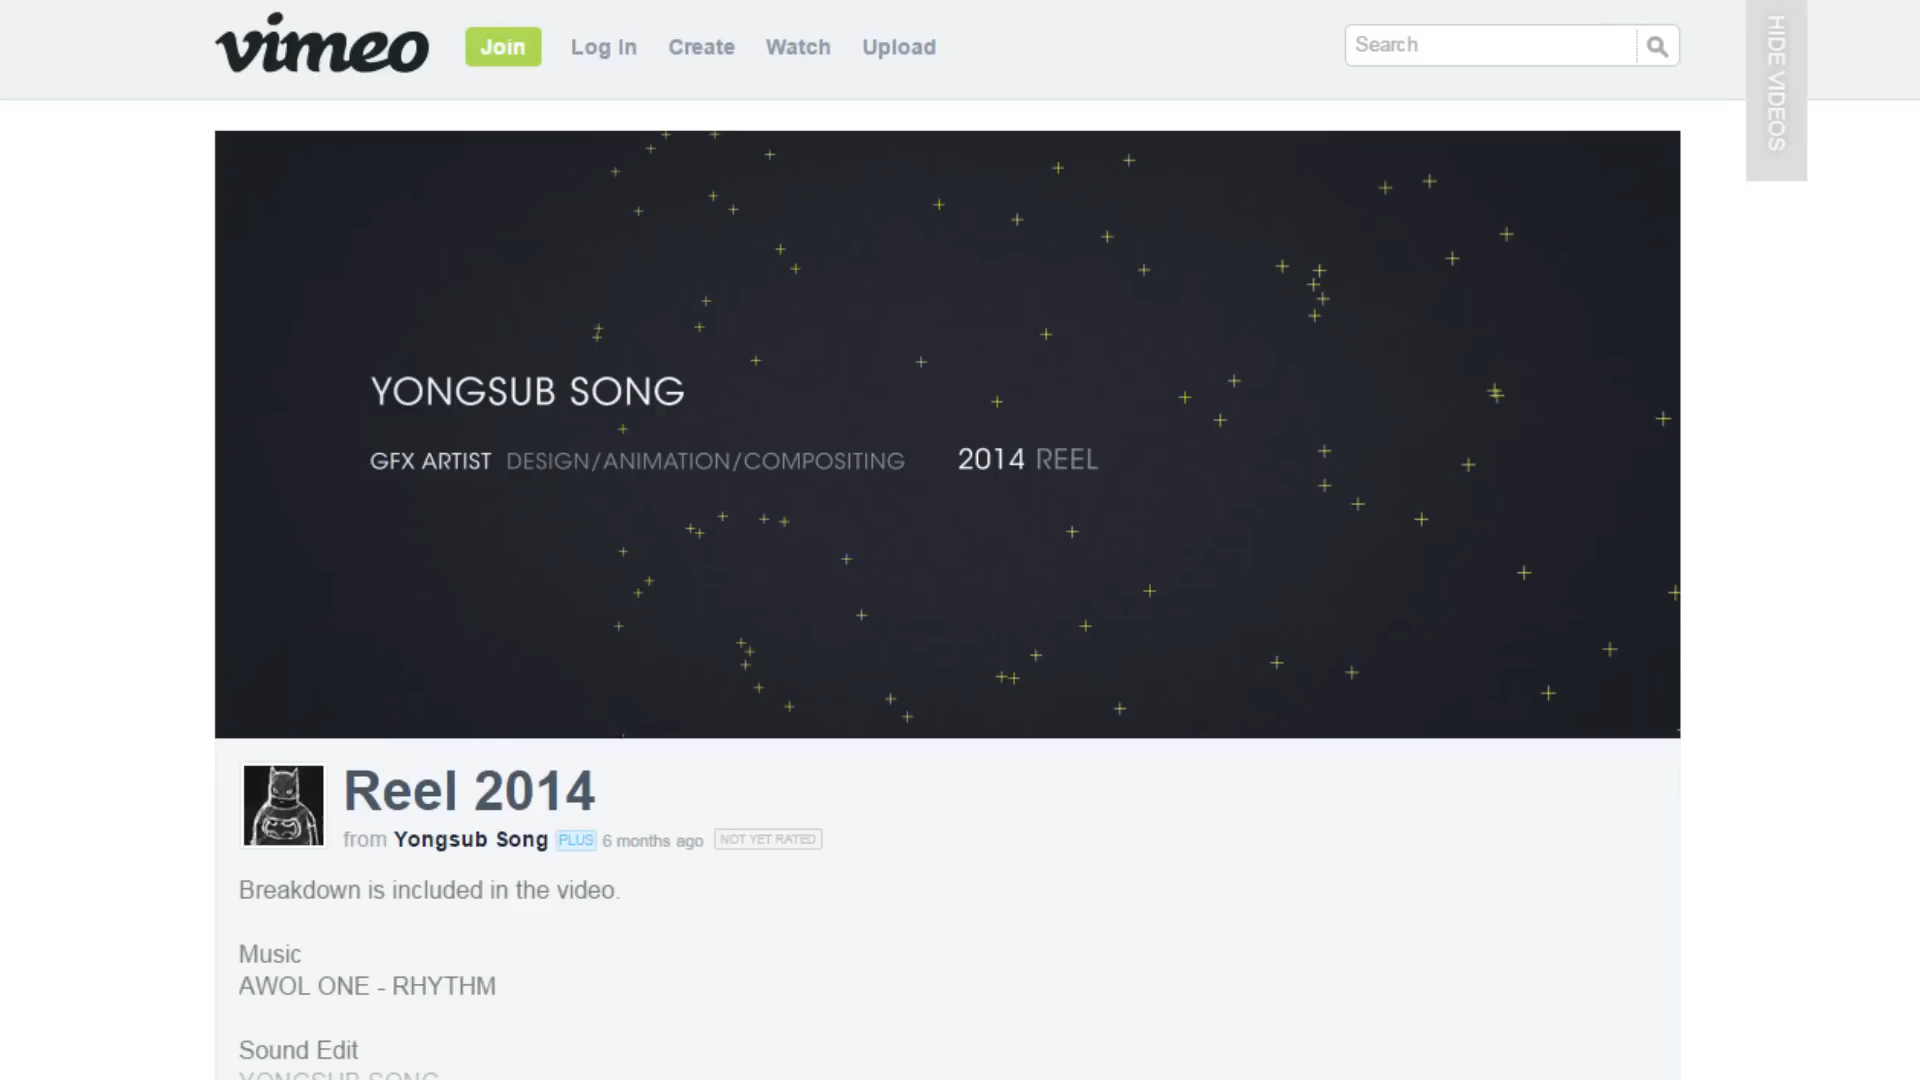 vimeo Join Log In Create Watch Upload Search
HIDE VIDEOS
YONGSUB SONG
GFX ARTIST DESIGN/ANIMATION/COMPOSITING 2014 REEL
Reel 2014
from Yongsub Song PLUS 6 months ago NOT YET RATED
Breakdown is included in the video.
Music
AWOL ONE - RHYTHM
Sound Edit
YONGSUB SONG